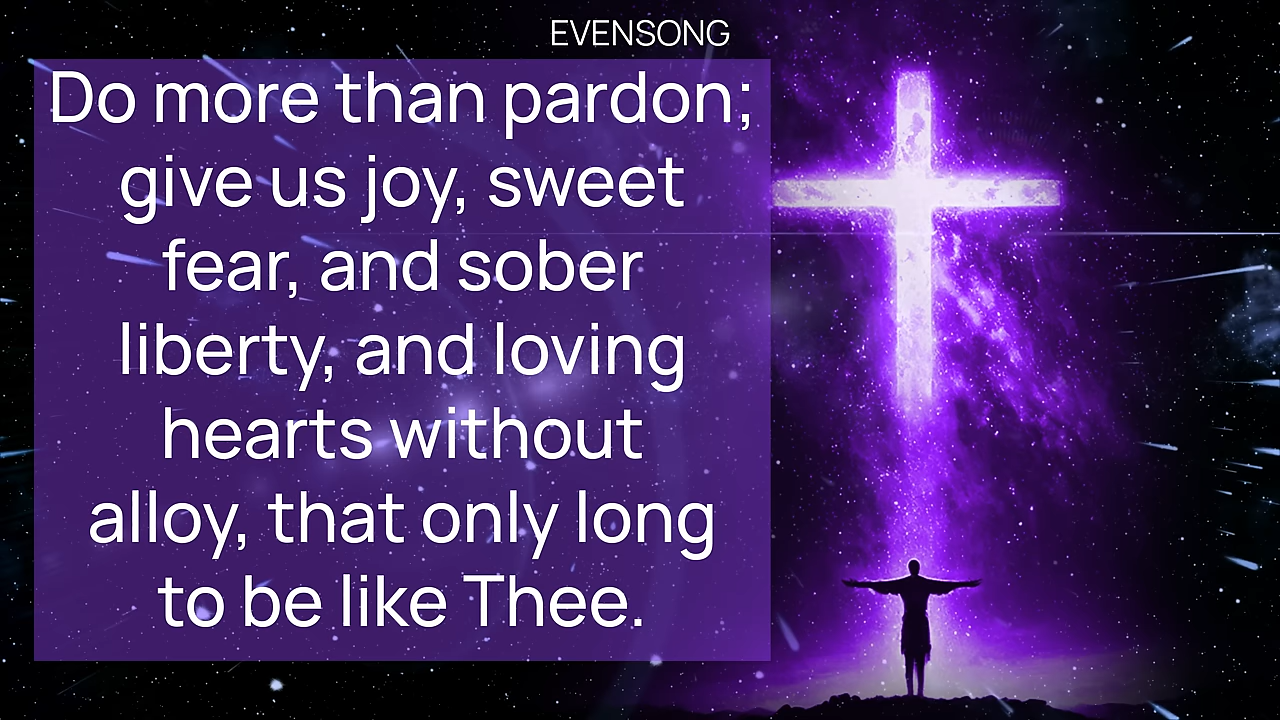 EVENSONG
Do more than pardon;
give us joy, sweet
fear, and sober
liberty, and loving
hearts without
alloy, that only long
to be like Thee.